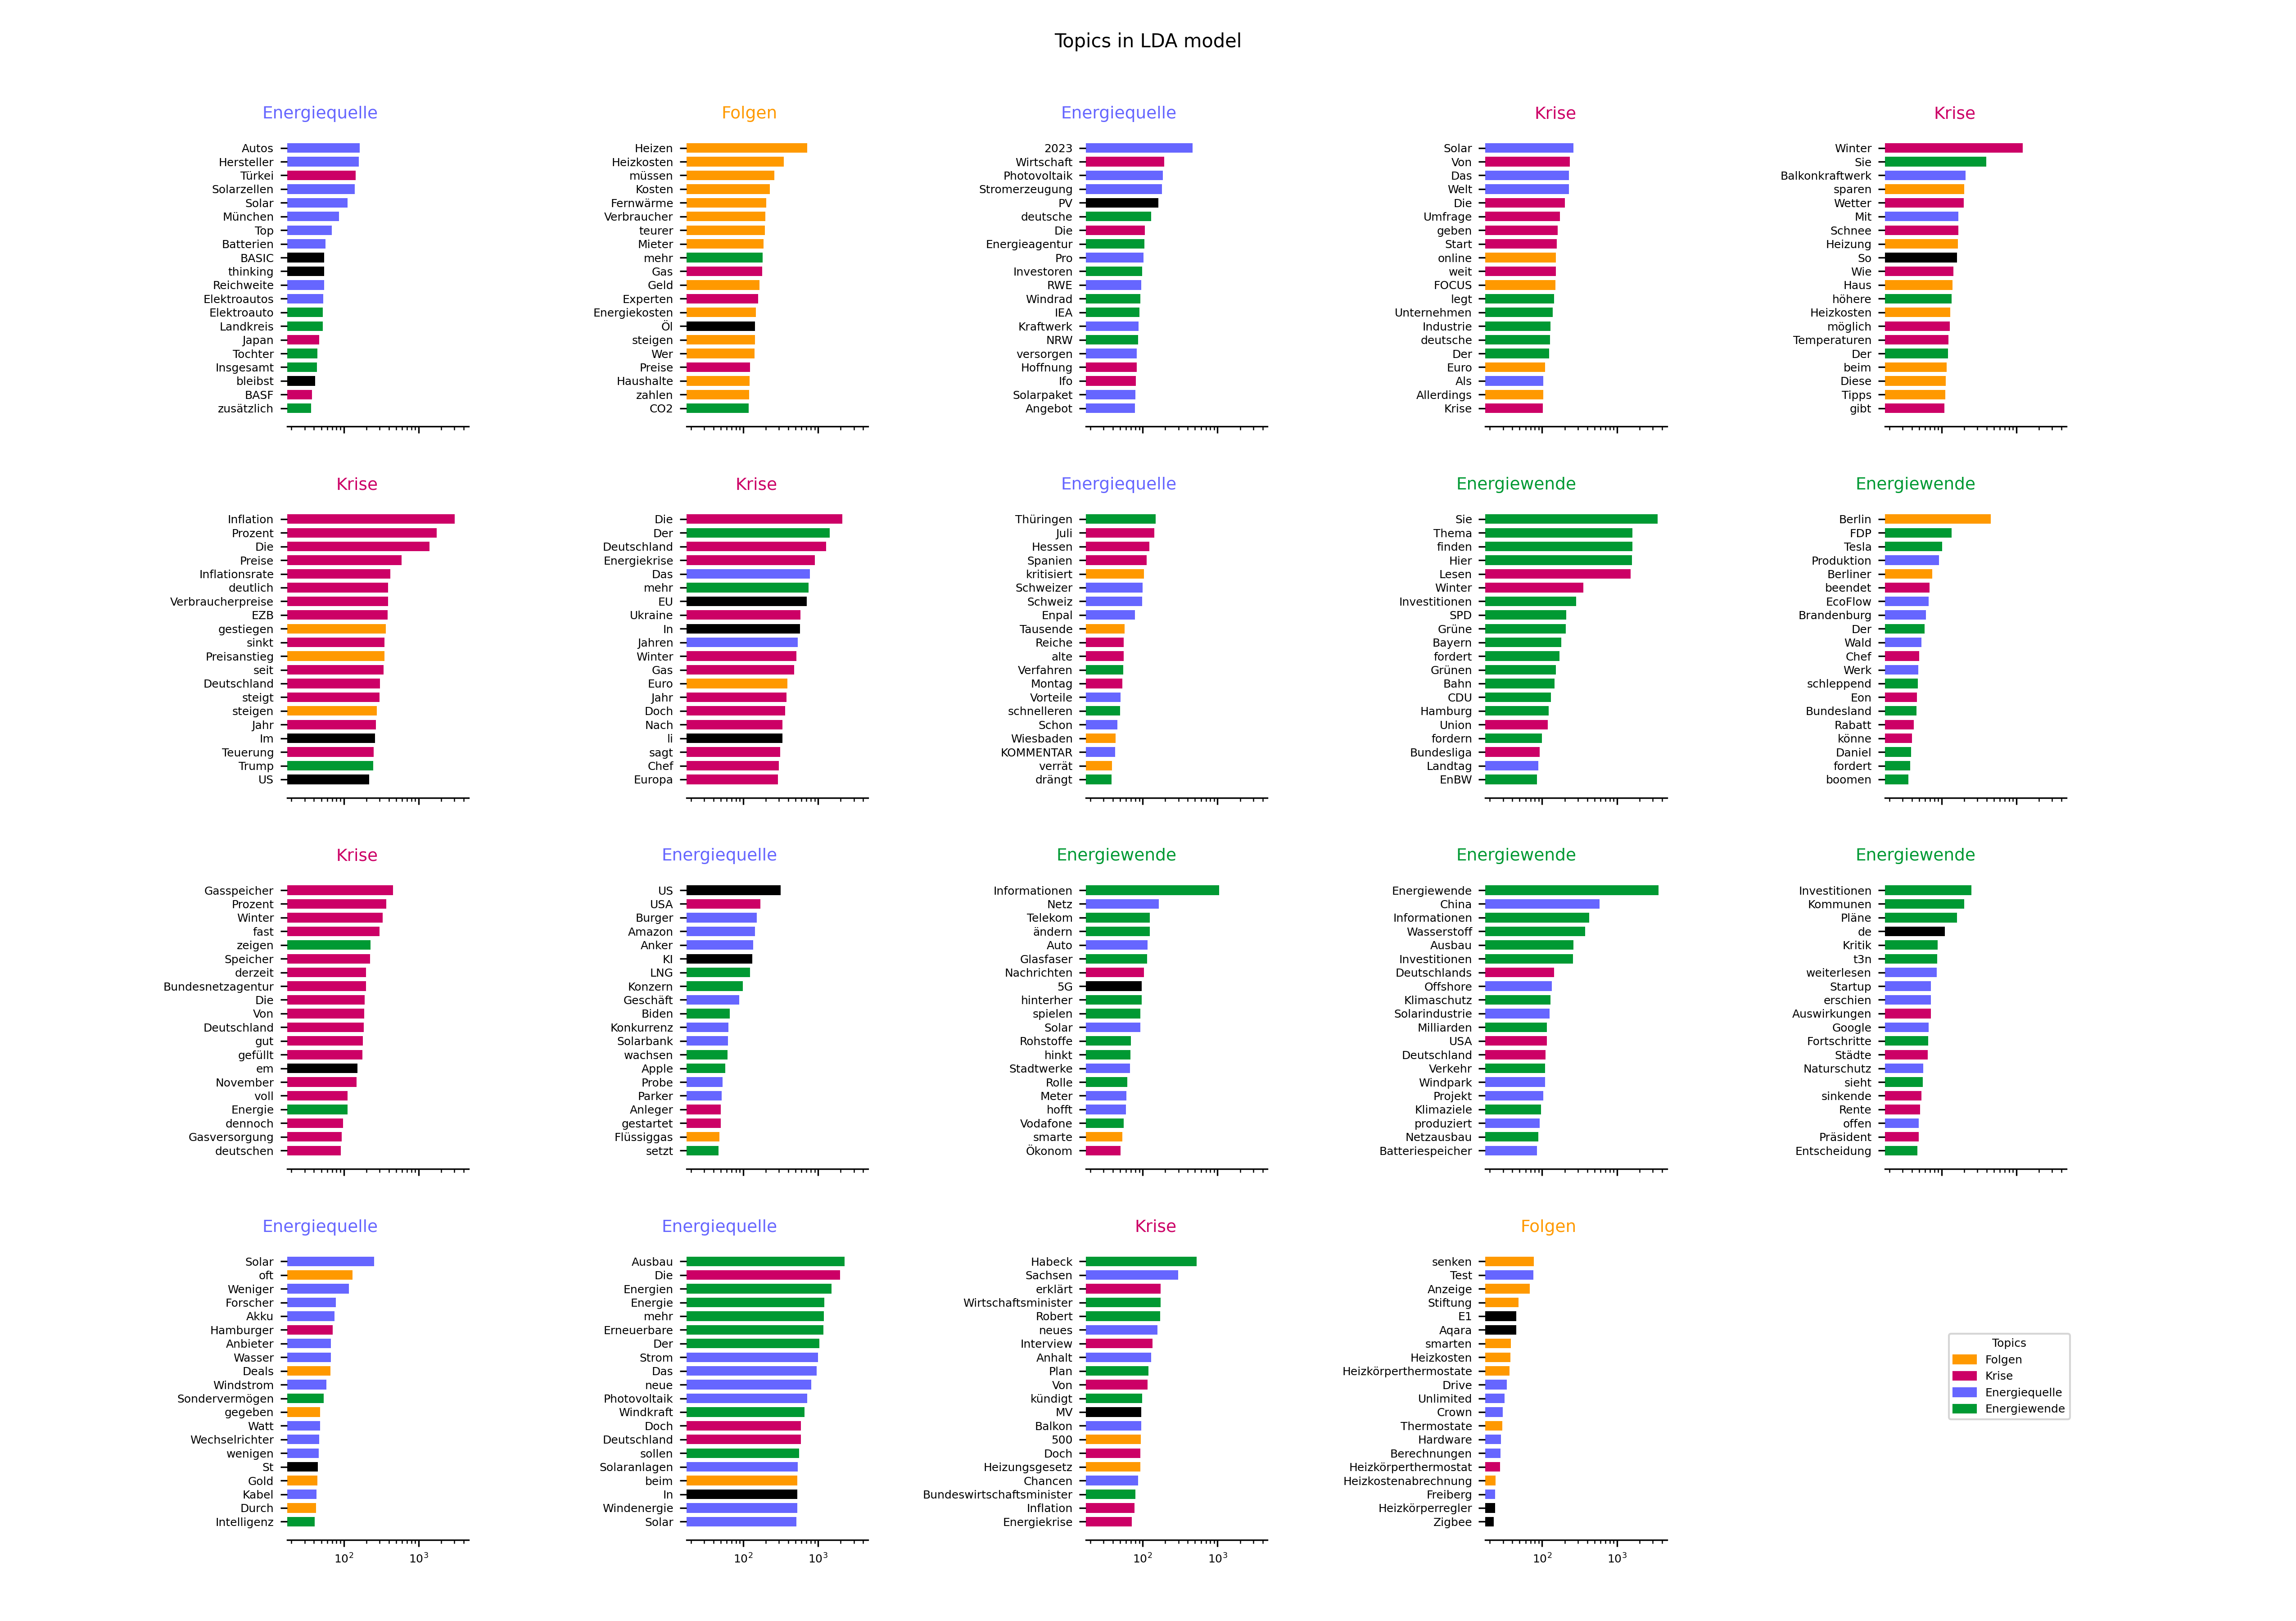 Topics in LDA model
Energiequelle
Autos
Hersteller
Türkei
Solarzellen
Solar
München
Top
Batterien
BASIC
thinking
Reichweite
Elektroautos
Elektroauto
Landkreis
Japan
Tochter
Insgesamt
bleibst
BASF
zusätzlich
Folgen
Heizen
Heizkosten
müssen
Kosten
Fernwärme
Verbraucher
teurer
Mieter
mehr
Gas
Geld
Experten
Energiekosten
Öl
steigen
Wer
Preise
Haushalte
zahlen
CO2
Energiequelle
2023
Wirtschaft
Photovoltaik
Stromerzeugung
PV
deutsche
Die
Energieagentur
Pro
Investoren
RWE
Windrad
IEA
Kraftwerk
NRW
versorgen
Hoffnung
Ifo
Solarpaket
Angebot
Krise
Solar
Von
Das
Welt
Die
Umfrage
geben
Start
online
weit
FOCUS
legt
Unternehmen
Industrie
deutsche
Der
Euro
Als
Allerdings
Krise
Krise
Winter
Sie
Balkonkraftwerk
sparen
Wetter
Mit
Schnee
Heizung
So
Wie
Haus
höhere
Heizkosten
möglich
Temperaturen
Der
beim
Diese
Tipps
gibt
Krise
Inflation
Prozent
Die
Preise
Inflationsrate
deutlich
Verbraucherpreise
EZB
gestiegen
sinkt
Preisanstieg
seit
Deutschland
steigt
steigen
Jahr
Im
Teuerung
Trump
US
Krise
Die
Der
Deutschland
Energiekrise
Das
mehr
EU
Ukraine
In
Jahren
Winter
Gas
Euro
Jahr
Doch
Nach
li
sagt
Chef
Europa
Energiequelle
Thüringen
Juli
Hessen
Spanien
kritisiert
Schweizer
Schweiz
Enpal
Tausende
Reiche
alte
Verfahren
Montag
Vorteile
schnelleren
Schon
Wiesbaden
KOMMENTAR
verrät
drängt
Energiewende
Sie
Thema
finden
Hier
Lesen
Winter
Investitionen
SPD
Grüne
Bayern
fordert
Grünen
Bahn
CDU
Hamburg
Union
fordern
Bundesliga
Landtag
EnBW
Energiewende
Berlin
FDP
Tesla
Produktion
Berliner
beendet
EcoFlow
Brandenburg
Der
Wald
Chef
Werk
schleppend
Eon
Bundesland
Rabatt
könne
Daniel
fordert
boomen
Krise
Gasspeicher
Prozent
Winter
fast
zeigen
Speicher
derzeit
Bundesnetzagentur
Die
Von
Deutschland
gut
gefüllt
em
November
voll
Energie
dennoch
Gasversorgung
deutschen
Energiequelle
US
USA
Burger
Amazon
Anker
KI
LNG
Konzern
Geschäft
Biden
Konkurrenz
Solarbank
wachsen
Apple
Probe
Parker
Anleger
gestartet
Flüssiggas
setzt
Energiewende
Informationen
Netz
Telekom
ändern
Auto
Glasfaser
Nachrichten
5G
hinterher
spielen
Solar
Rohstoffe
hinkt
Stadtwerke
Rolle
Meter
hofft
Vodafone
smarte
Ökonom
Energiewende
Energiewende
China
Informationen
Wasserstoff
Ausbau
Investitionen
Deutschlands
Offshore
Klimaschutz
Solarindustrie
Milliarden
USA
Deutschland
Verkehr
Windpark
Projekt
Klimaziele
produziert
Netzausbau
Batteriespeicher
Energiewende
Investitionen
Kommunen
Pläne
de
Kritik
t3n
weiterlesen
Startup
erschien
Auswirkungen
Google
Fortschritte
Städte
Naturschutz
sieht
sinkende
Rente
offen
Präsident
Entscheidung
Energiequelle
Solar
oft
Weniger
Forscher
Akku
Hamburger
Anbieter
Wasser
Deals
Windstrom
Sondervermögen
gegeben
Watt
Wechselrichter
wenigen
St
Gold
Kabel
Durch
Intelligenz
10² 10³
Energiequelle
Ausbau
Die
Energien
Energie
mehr
Erneuerbare
Der
Strom
Das
neue
Photovoltaik
Windkraft
Doch
Deutschland
sollen
Solaranlagen
beim
In
Windenergie
Solar
10² 10³
Krise
Habeck
Sachsen
erklärt
Wirtschaftsminister
Robert
neues
Interview
Anhalt
Plan
Von
kündigt
MV
Balkon
500
Doch
Heizungsgesetz
Chancen
Bundeswirtschaftsminister
Inflation
Energiekrise
10² 10³
Folgen
senken
Test
Anzeige
Stiftung
E1
Aqara
smarten
Heizkosten
Heizkörperthermostate
Drive
Unlimited
Crown
Thermostate
Hardware
Berechnungen
Heizkörperthermostat
Heizkostenabrechnung
Freiberg
Heizkörperregler
Zigbee
10² 10³
Topics
Folgen
Krise
Energiequelle
Energiewende